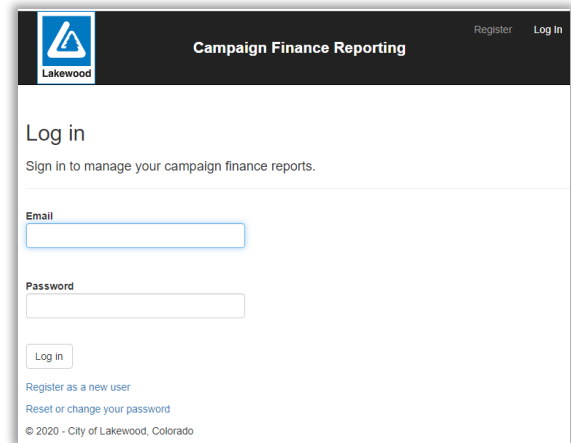 Lakewood
Campaign Finance Reporting
Register Log In
Log in
Sign in to manage your campaign finance reports.
Email
Password
Log in
Register as a new user
Reset or change your password
© 2020 - City of Lakewood, Colorado